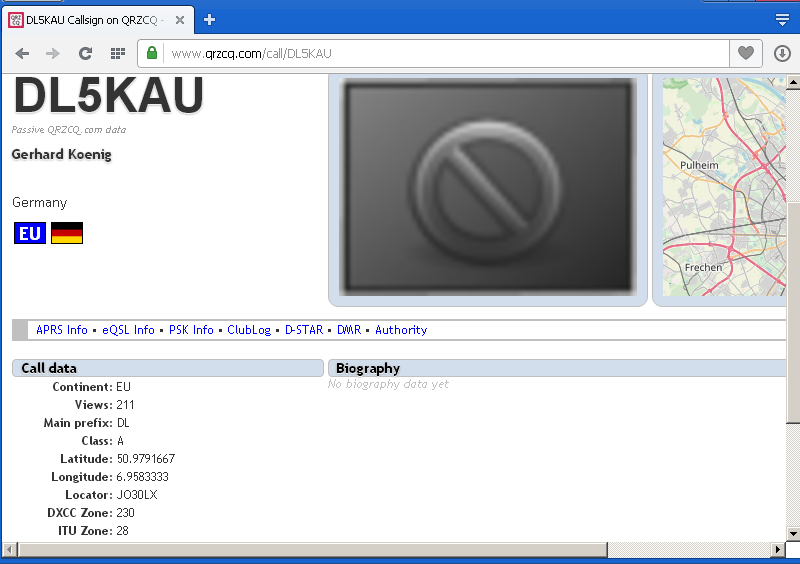 DL5KAU Callsign on QRZCQ -
www.qrzcq.com/call/DL5KAU
DL5KAU
Passive QRZCQ.com data
Gerhard Koenig
Germany
EU
Pulheim
Frechen
APRS Info • eQSL Info • PSK Info • ClubLog • D-STAR • DMR • Authority
Call data
Biography
No biography data yet
Continent: EU
Views: 211
Main prefix: DL
Class: A
Latitude: 50.9791667
Longitude: 6.9583333
Locator: JO30LX
DXCC Zone: 230
ITU Zone: 28